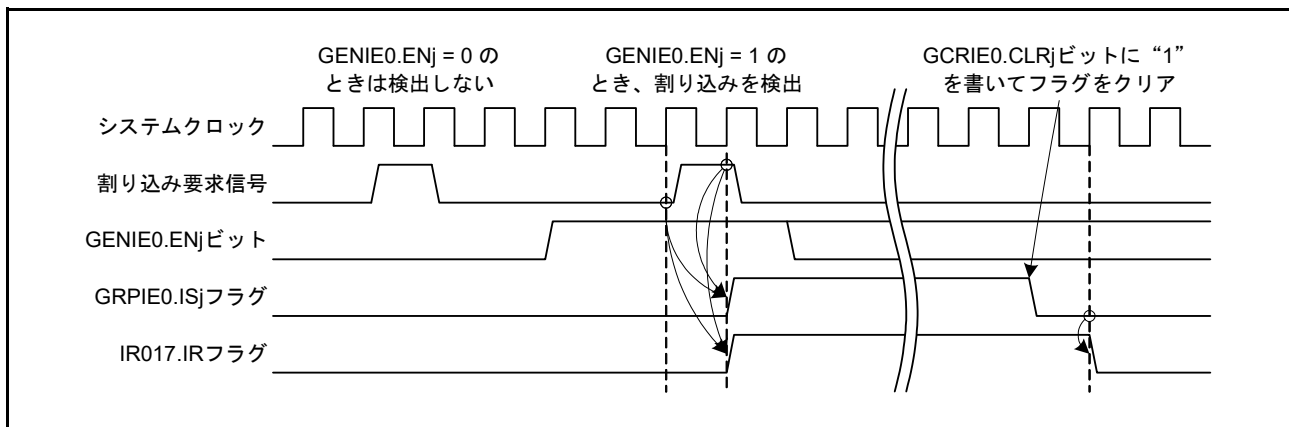 GENIE0.ENj = 0 の
ときは検出しない
GENIE0.ENj = 1 の
とき、割り込みを検出
GCRIE0.CLRjビットに“1”
を書いてフラグをクリア
システムクロック
割り込み要求信号
GENIE0.ENjビット
GRPIE0.ISjフラグ
IR017.IRフラグ